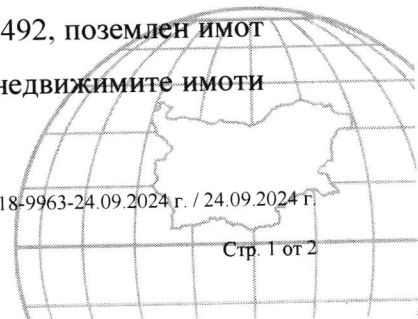 492, поземлен имот
недвижимите имоти
18-9963-24.09.2024 г. / 24.09.2024 г.
Стр. 1 от 2